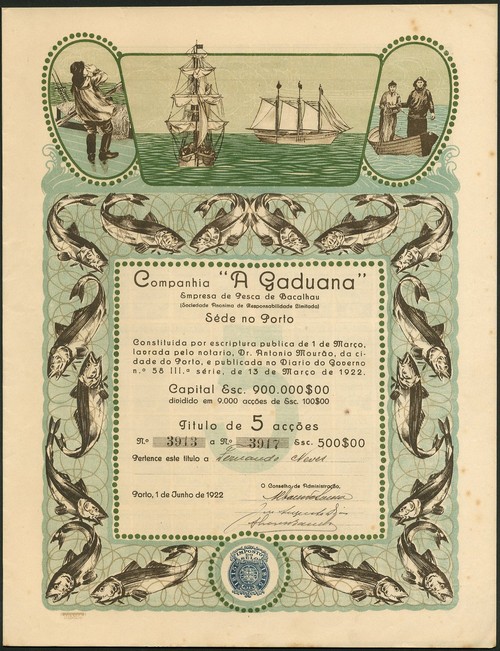 Companhia "A Gaduana"
Empresa de Pesca de Bacalhau
(Sociedade Anonima de Responsabilidade Limitada)
Séde no Porto
Constituida por escriptura publica de 1 de Março,
lavrada pelo notario, Dr. Antonio Mourão, da ci-
dade do Porto, e publicada no Diario do Governo
n.º 58 III.ª série, de 13 de Março de 1922.
Capital Esc. 900.000$00
dividido em 9.000 acções de Esc. 100$00
Titulo de 5 acções
N.º 3913 a N.º 3917 Esc. 500$00
Pertence este titulo a Fernando Neves
O Conselho de Administração,
Porto, 1 de Junho de 1922